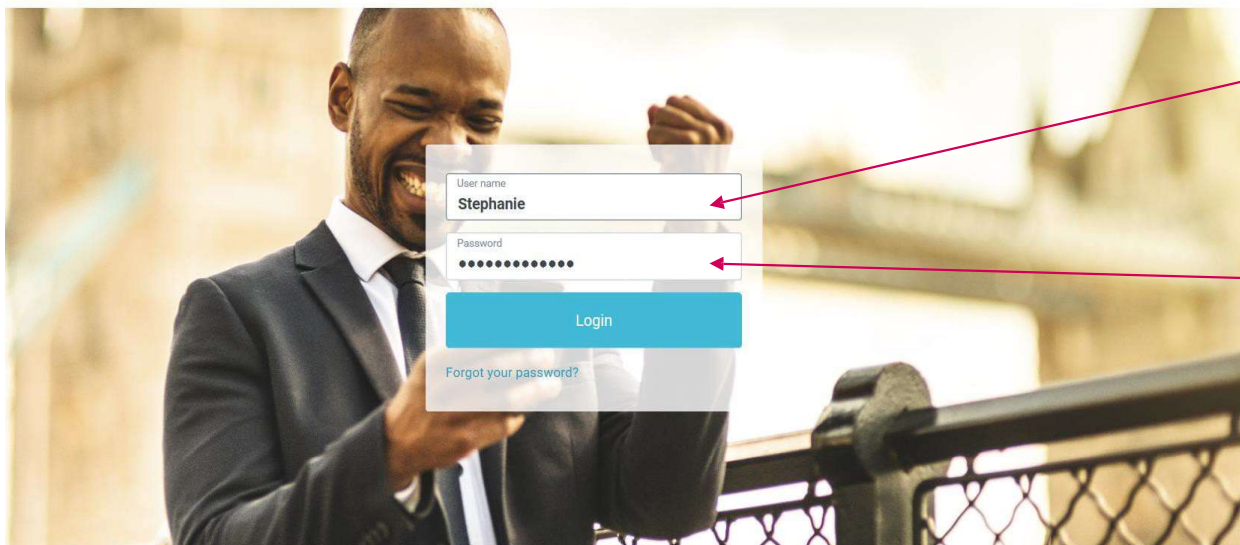 User name
Stephanie
Password
•••••••••••••
Login
Forgot your password?